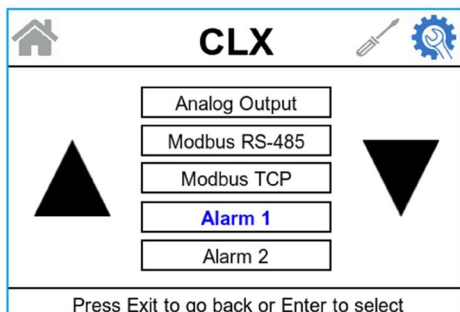 CLX
Analog Output
Modbus RS-485
Modbus TCP
Alarm 1
Alarm 2
Press Exit to go back or Enter to select